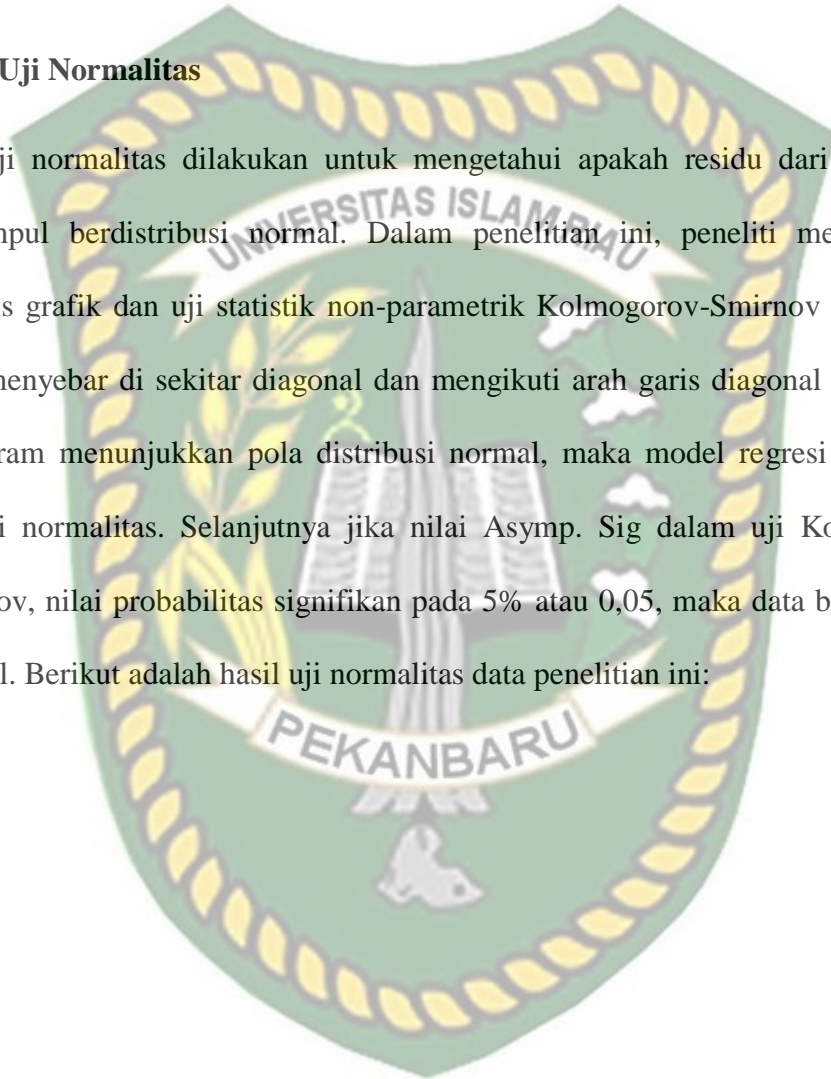 Uji Normalitas
ji normalitas dilakukan untuk mengetahui apakah residu dari
npul berdistribusi normal. Dalam penelitian ini, peneliti me
s grafik dan uji statistik non-parametrik Kolmogorov-Smirnov
nenyebar di sekitar diagonal dan mengikuti arah garis diagonal
ram menunjukkan pola distribusi normal, maka model regresi
i normalitas. Selanjutnya jika nilai Asymp. Sig dalam uji Ko
ov, nilai probabilitas signifikan pada 5% atau 0,05, maka data b
l. Berikut adalah hasil uji normalitas data penelitian ini:
UNIVERSITAS ISLAM RIAU
PEKANBARU